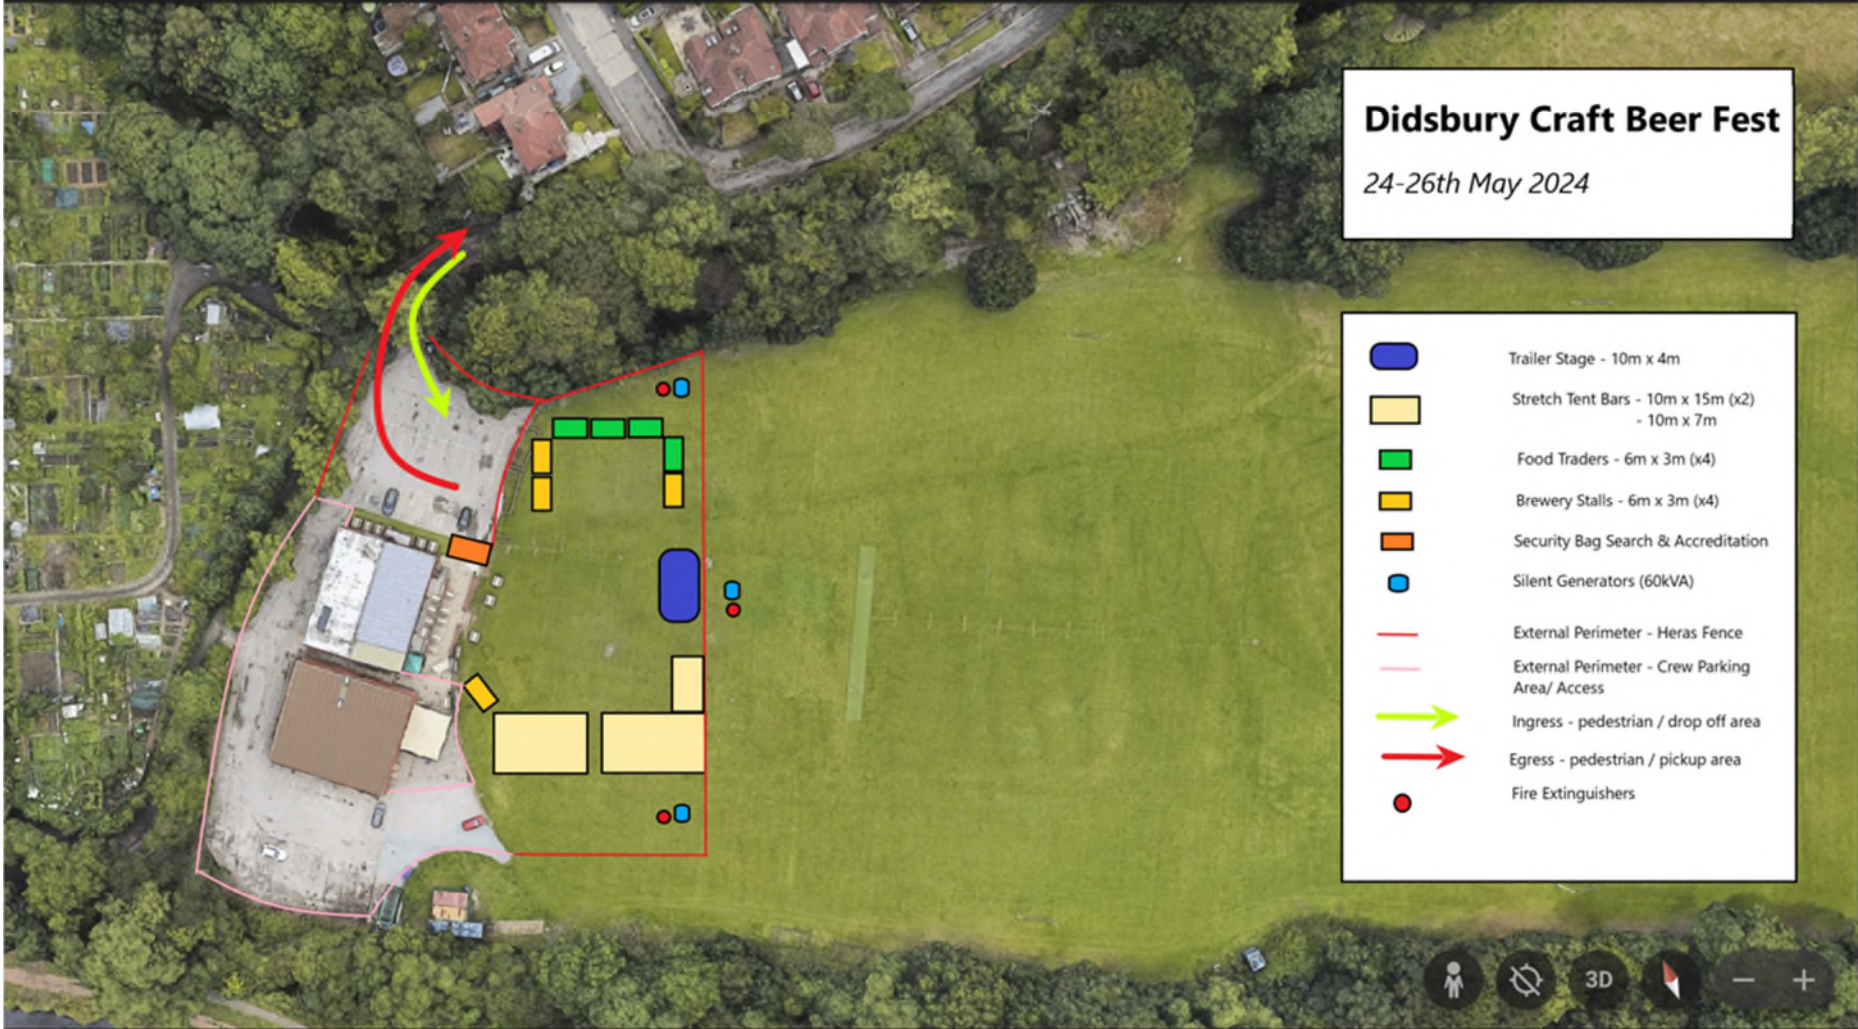 Didsbury Craft Beer Fest
24-26th May 2024
Trailer Stage - 10m x 4m
Stretch Tent Bars - 10m x 15m (x2)
- 10m x 7m
Food Traders - 6m x 3m (x4)
Brewery Stalls - 6m x 3m (x4)
Security Bag Search & Accreditation
Silent Generators (60kVA)
External Perimeter - Heras Fence
External Perimeter - Crew Parking
Area/ Access
Ingress - pedestrian / drop off area
Egress - pedestrian / pickup area
Fire Extinguishers
3D